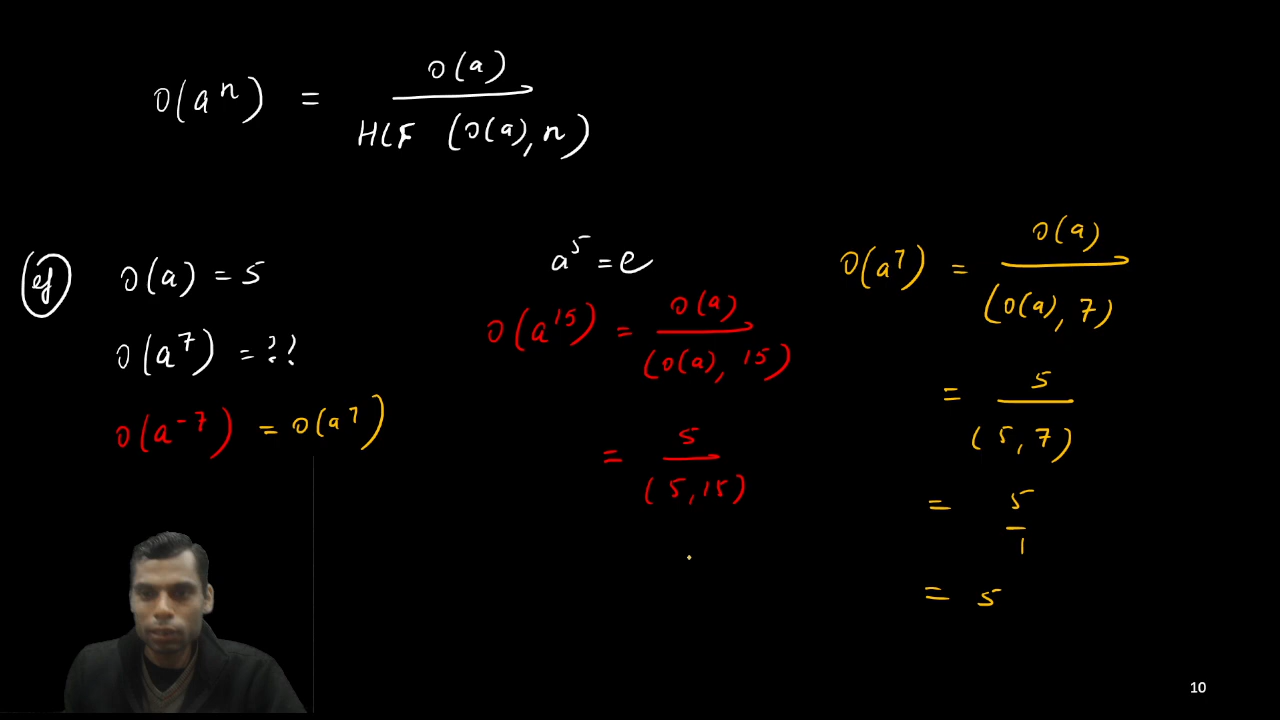 O(a^n) = O(a) / HCF (O(a), n)
eg O(a) = 5
O(a^7) = ??
O(a^-7) = O(a^7)
a^5 = e
O(a^15) = O(a) / (O(a), 15)
= 5 / (5, 15)
O(a^7) = O(a) / (O(a), 7)
= 5 / (5, 7)
= 5 / 1
= 5
10